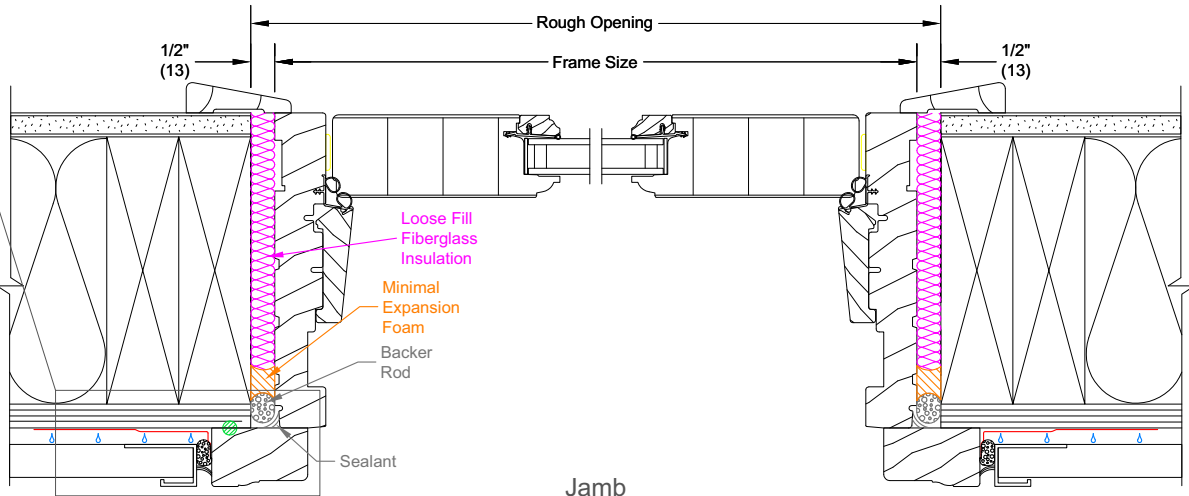 Rough Opening
1/2"
(13)
Frame Size
1/2"
(13)
Loose Fill
Fiberglass
Insulation
Minimal
Expansion
Foam
Backer
Rod
Sealant
Jamb